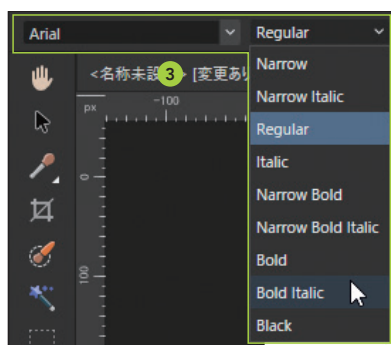 Arial
Regular
<名称未設
3
[変更あり
px
-100
0
100
Narrow
Narrow Italic
Regular
Italic
Narrow Bold
Narrow Bold Italic
Bold
Bold Italic
Black